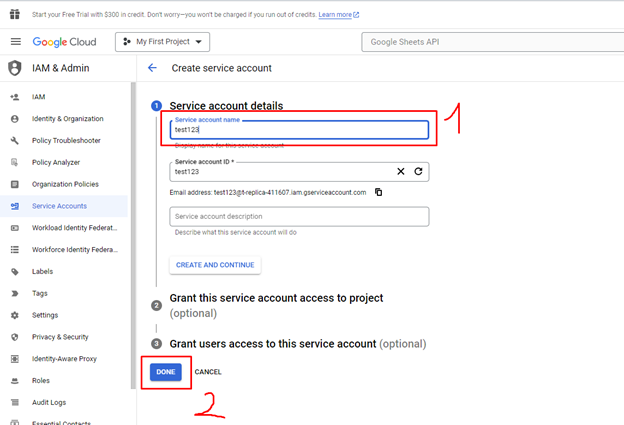 Start your Free Trial with $300 in credit. Don't worry—you won't be charged if you run out of credits. Learn more
Google Cloud
My First Project
Google Sheets API
IAM & Admin
Create service account
IAM
Identity & Organization
Policy Troubleshooter
Policy Analyzer
Organization Policies
Service Accounts
Workload Identity Federat...
Workforce Identity Federa...
Labels
Tags
Settings
Privacy & Security
Identity-Aware Proxy
Roles
Audit Logs
Essential Contacts
1 Service account details
Service account name
test123
1
Display name for this service account
Service account ID *
test123
Email address: test123@t-replica-411607.iam.gserviceaccount.com
Service account description
Describe what this service account will do
CREATE AND CONTINUE
2 Grant this service account access to project
(optional)
3 Grant users access to this service account (optional)
DONE CANCEL
2